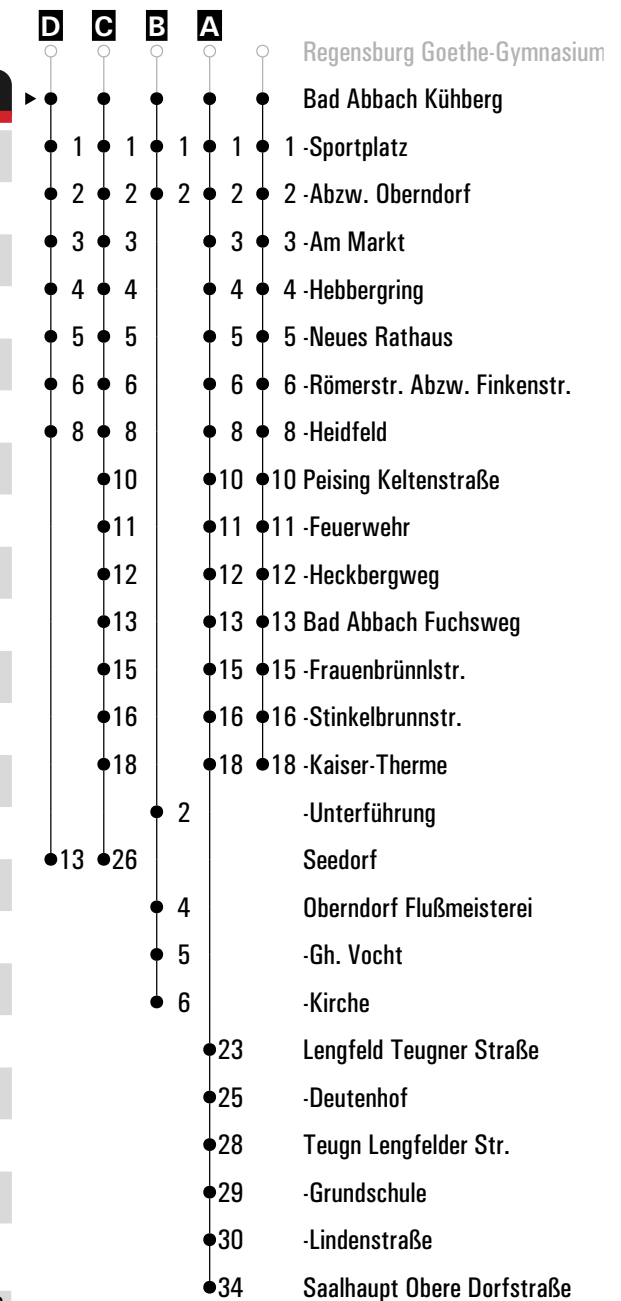 D C B A
Regensburg Goethe-Gymnasium
Bad Abbach Kühberg
1 1 1 1 1 -Sportplatz
2 2 2 2 2 -Abzw. Oberndorf
3 3 3 3 -Am Markt
4 4 4 4 -Hebbergring
5 5 5 5 -Neues Rathaus
6 6 6 6 -Römerstr. Abzw. Finkenstr.
8 8 8 8 -Heidfeld
10 10 10 Peising Keltenstraße
11 11 11 -Feuerwehr
12 12 12 -Heckbergweg
13 13 13 Bad Abbach Fuchsweg
15 15 15 -Frauenbrünnlstr.
16 16 16 -Stinkelbrunnstr.
18 18 18 -Kaiser-Therme
2 -Unterführung
13 26 Seedorf
4 Oberndorf Flußmeisterei
5 -Gh. Vocht
6 -Kirche
23 Lengfeld Teugner Straße
25 -Deutenhof
28 Teugn Lengfelder Str.
29 -Grundschule
30 -Lindenstraße
34 Saalhaupt Obere Dorfstraße